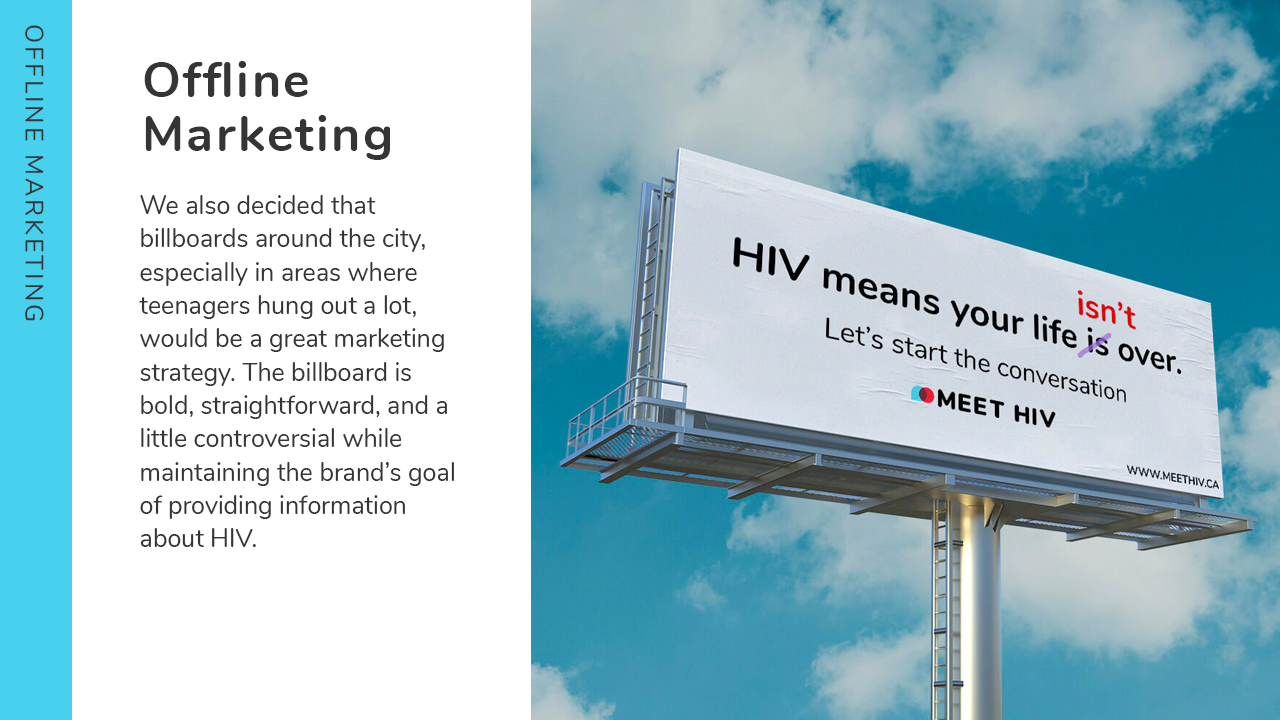 OFFLINE MARKETING
Offline
Marketing
We also decided that
billboards around the city,
especially in areas where
teenagers hung out a lot,
would be a great marketing
strategy. The billboard is
bold, straightforward, and a
little controversial while
maintaining the brand’s goal
of providing information
about HIV.
isn’t
HIV means your life is over.
Let’s start the conversation
MEET HIV
WWW.MEETHIV.CA